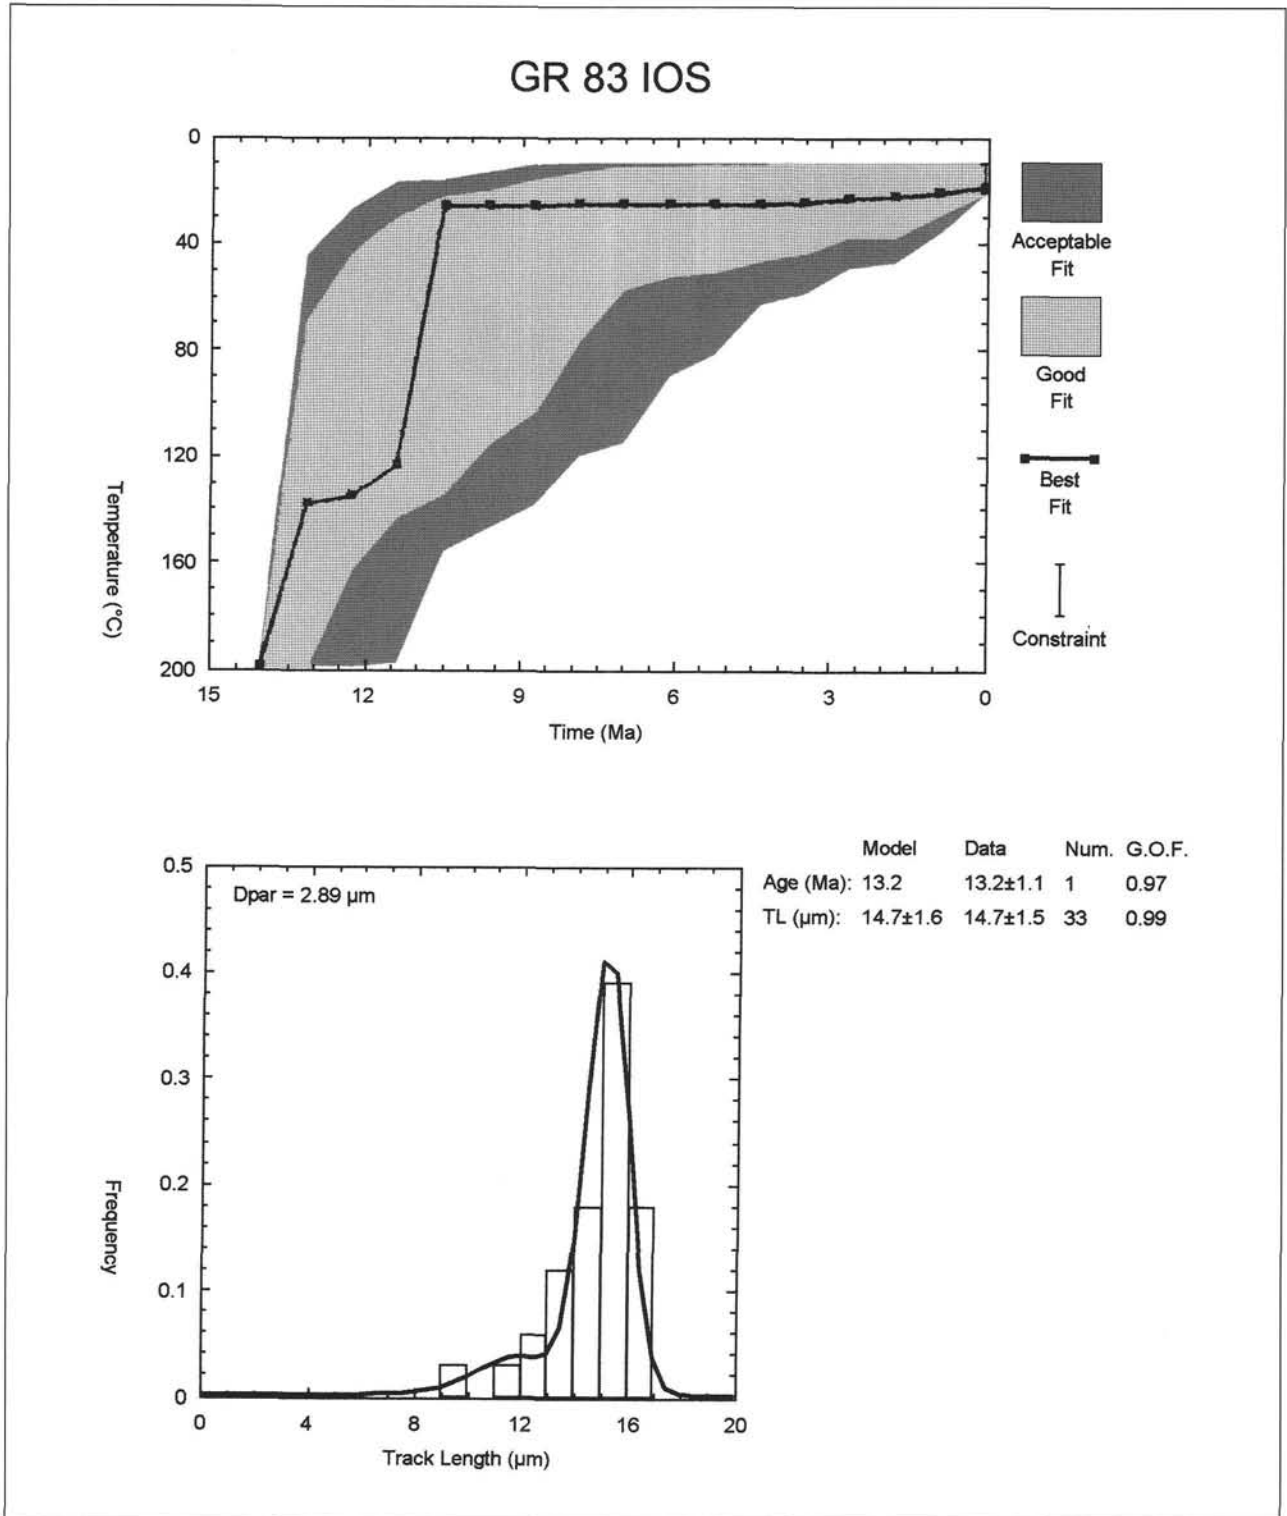 GR 83 IOS
0
40
80
120
160
200
Temperature (°C)
15 12 9 6 3 0
Time (Ma)
Acceptable
Fit
Good
Fit
Best
Fit
Constraint
Model Data Num. G.O.F.
Age (Ma): 13.2 13.2±1.1 1 0.97
TL (µm): 14.7±1.6 14.7±1.5 33 0.99
Dpar = 2.89 µm
0.5
0.4
0.3
0.2
0.1
0
Frequency
0 4 8 12 16 20
Track Length (µm)